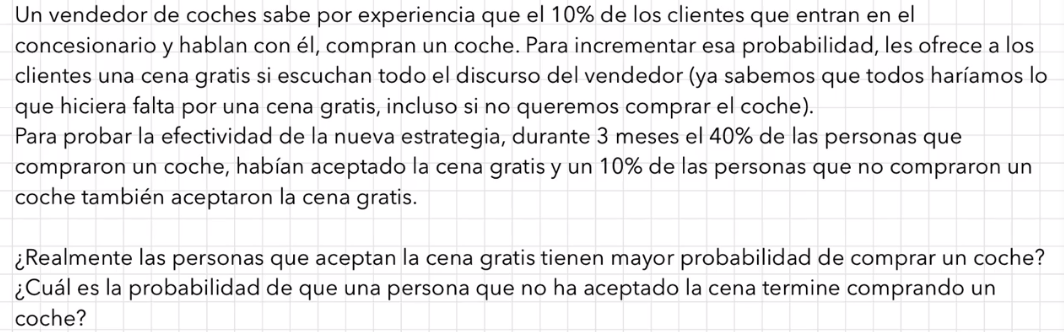 Un vendedor de coches sabe por experiencia que el 10% de los clientes que entran en el
concesionario y hablan con él, compran un coche. Para incrementar esa probabilidad, les ofrece a los
clientes una cena gratis si escuchan todo el discurso del vendedor (ya sabemos que todos haríamos lo
que hiciera falta por una cena gratis, incluso si no queremos comprar el coche).
Para probar la efectividad de la nueva estrategia, durante 3 meses el 40% de las personas que
compraron un coche, habían aceptado la cena gratis y un 10% de las personas que no compraron un
coche también aceptaron la cena gratis.
¿Realmente las personas que aceptan la cena gratis tienen mayor probabilidad de comprar un coche?
¿Cuál es la probabilidad de que una persona que no ha aceptado la cena termine comprando un
coche?